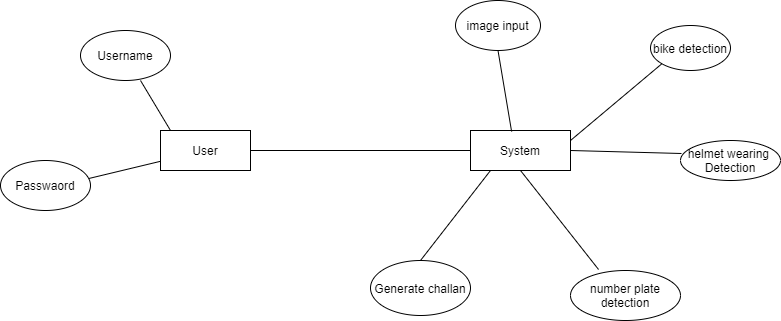 image input
Username
bike detection
User
System
helmet wearing
Detection
Passwaord
Generate challan
number plate
detection